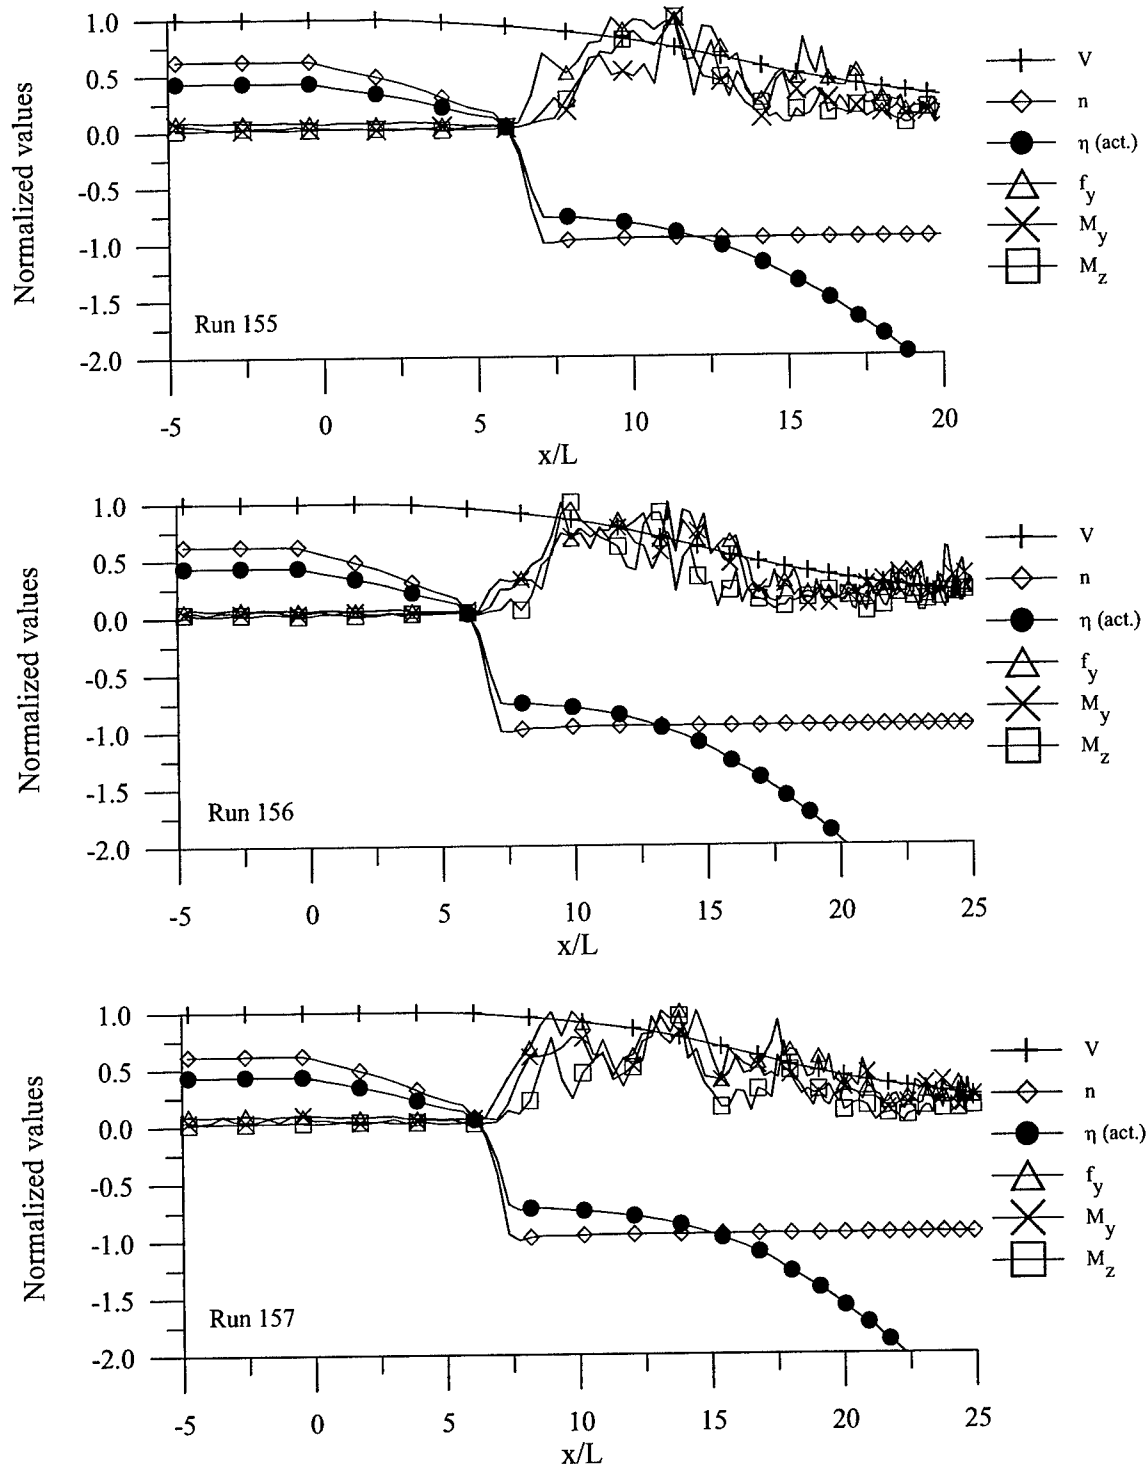 1.0
0.5
0.0
-0.5
-1.0
-1.5
-2.0
Normalized values
Run 155
-5 0 5 10 15 20
x/L
V
n
η (act.)
f_y
M_y
M_z
1.0
0.5
0.0
-0.5
-1.0
-1.5
-2.0
Normalized values
Run 156
-5 0 5 10 15 20 25
x/L
V
n
η (act.)
f_y
M_y
M_z
1.0
0.5
0.0
-0.5
-1.0
-1.5
-2.0
Normalized values
Run 157
-5 0 5 10 15 20 25
x/L
V
n
η (act.)
f_y
M_y
M_z